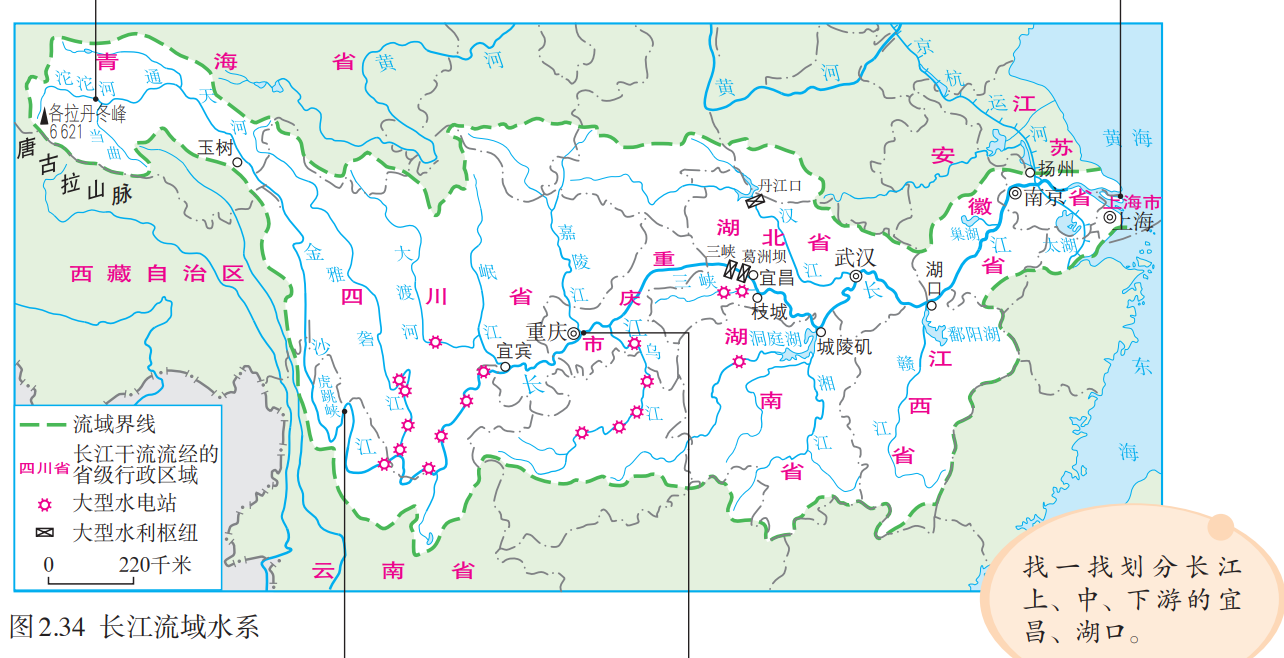 青海省
沱沱河
通天河
各拉丹冬峰
6 621
当曲
唐古拉山脉
玉树
黄河
黄河
京杭运河
江苏省
黄海
安徽省
扬州
南京
上海市
上海
巢湖
太湖
长江
丹江口
汉江
湖北省
武汉
三峡
葛洲坝
宜昌
三峡
枝城
湖口
鄱阳湖
城陵矶
洞庭湖
湖南省
湘江
赣江
江西省
东海
西藏自治区
金沙江
雅砻江
大渡河
岷江
嘉陵江
四川省
重庆市
重庆
宜宾
长江
乌江
虎跳峡
云南省
流域界线
四川省 长江干流流经的
省级行政区域
大型水电站
大型水利枢纽
0 220千米
图2.34 长江流域水系
找一找划分长江
上、中、下游的宜
昌、湖口。